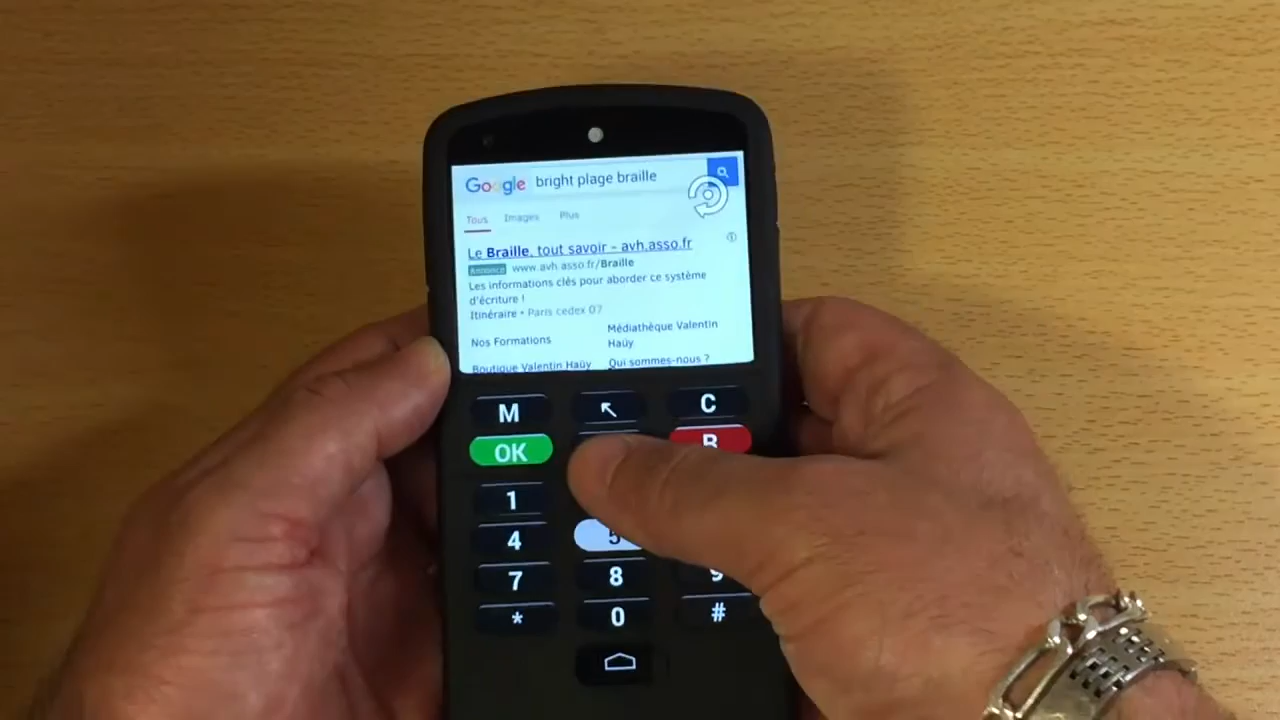 Google bright plage braille
Tous Images Plus
Le Braille, tout savoir - avh.asso.fr
Annonce www.avh.asso.fr/Braille
Les informations clés pour aborder ce système
d'écriture !
Itinéraire • Paris cedex 07
Nos Formations
Médiathèque Valentin
Haüy
Boutique Valentin Haüy
Qui sommes-nous ?
M C
OK B
1
4 5
7 8 9
* 0 #